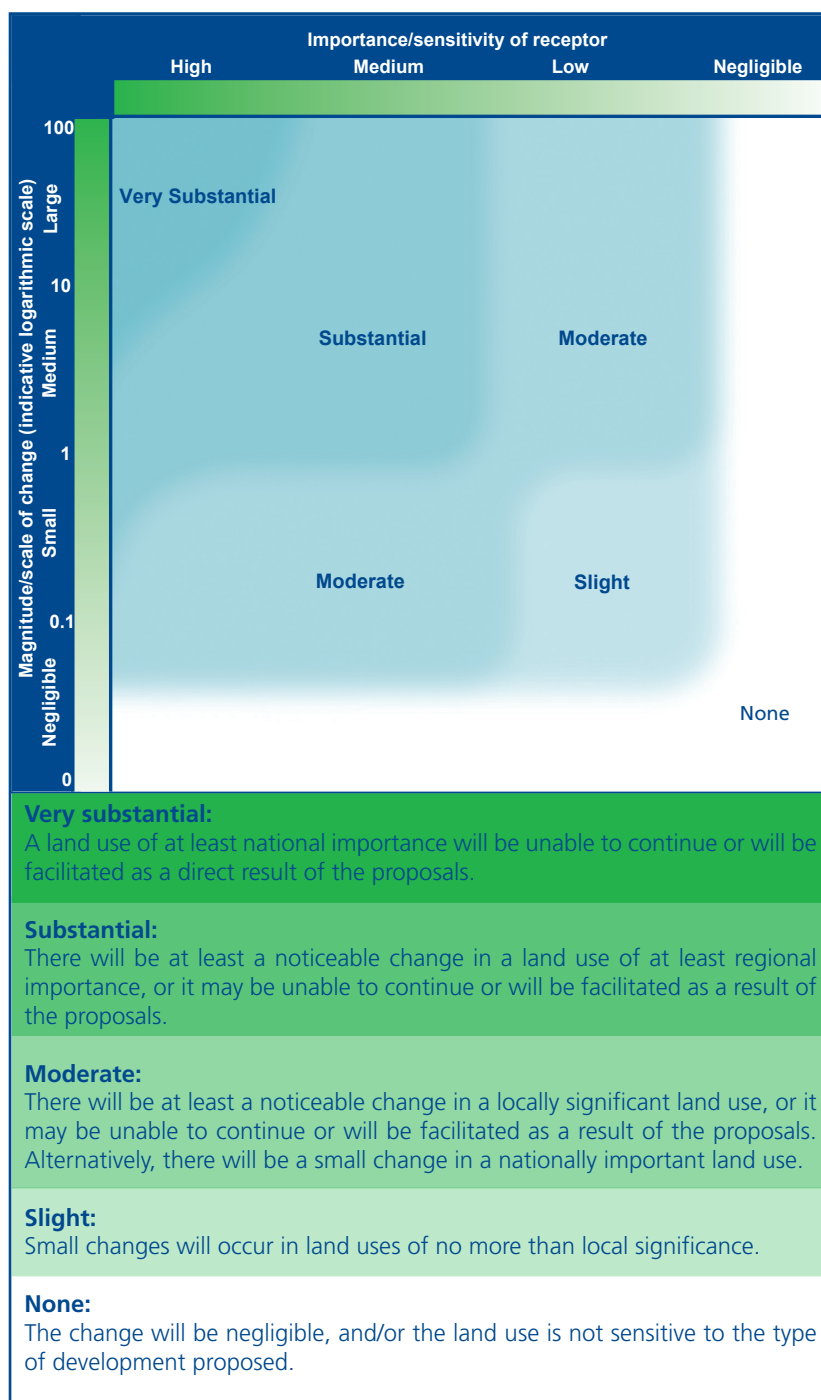 Importance/sensitivity of receptor
High Medium Low Negligible
Magnitude/scale of change (indicative logarithmic scale)
100
Large
10
Medium
1
Small
0.1
Negligible
0
Very Substantial
Substantial Moderate
Moderate Slight
None
Very substantial:
A land use of at least national importance will be unable to continue or will be
facilitated as a direct result of the proposals.
Substantial:
There will be at least a noticeable change in a land use of at least regional
importance, or it may be unable to continue or will be facilitated as a result of
the proposals.
Moderate:
There will be at least a noticeable change in a locally significant land use, or it
may be unable to continue or will be facilitated as a result of the proposals.
Alternatively, there will be a small change in a nationally important land use.
Slight:
Small changes will occur in land uses of no more than local significance.
None:
The change will be negligible, and/or the land use is not sensitive to the type
of development proposed.